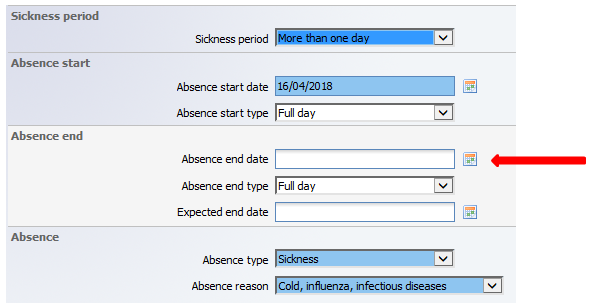 Sickness period
Sickness period More than one day
Absence start
Absence start date 16/04/2018
Absence start type Full day
Absence end
Absence end date
Absence end type Full day
Expected end date
Absence
Absence type Sickness
Absence reason Cold, influenza, infectious diseases